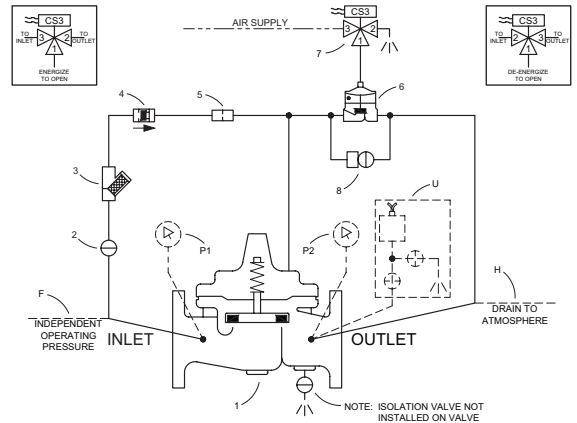 CS3
3 2
1
TO INLET
TO OUTLET
ENERGIZE
TO OPEN
AIR SUPPLY
CS3
3 2
1
7
CS3
2 3
1
TO INLET
TO OUTLET
DE-ENERGIZE
TO OPEN
4
5
6
3
8
U
2
P1
P2
F
H
INDEPENDENT
OPERATING
PRESSURE
INLET
OUTLET
DRAIN TO
ATMOSPHERE
1
NOTE: ISOLATION VALVE NOT
INSTALLED ON VALVE